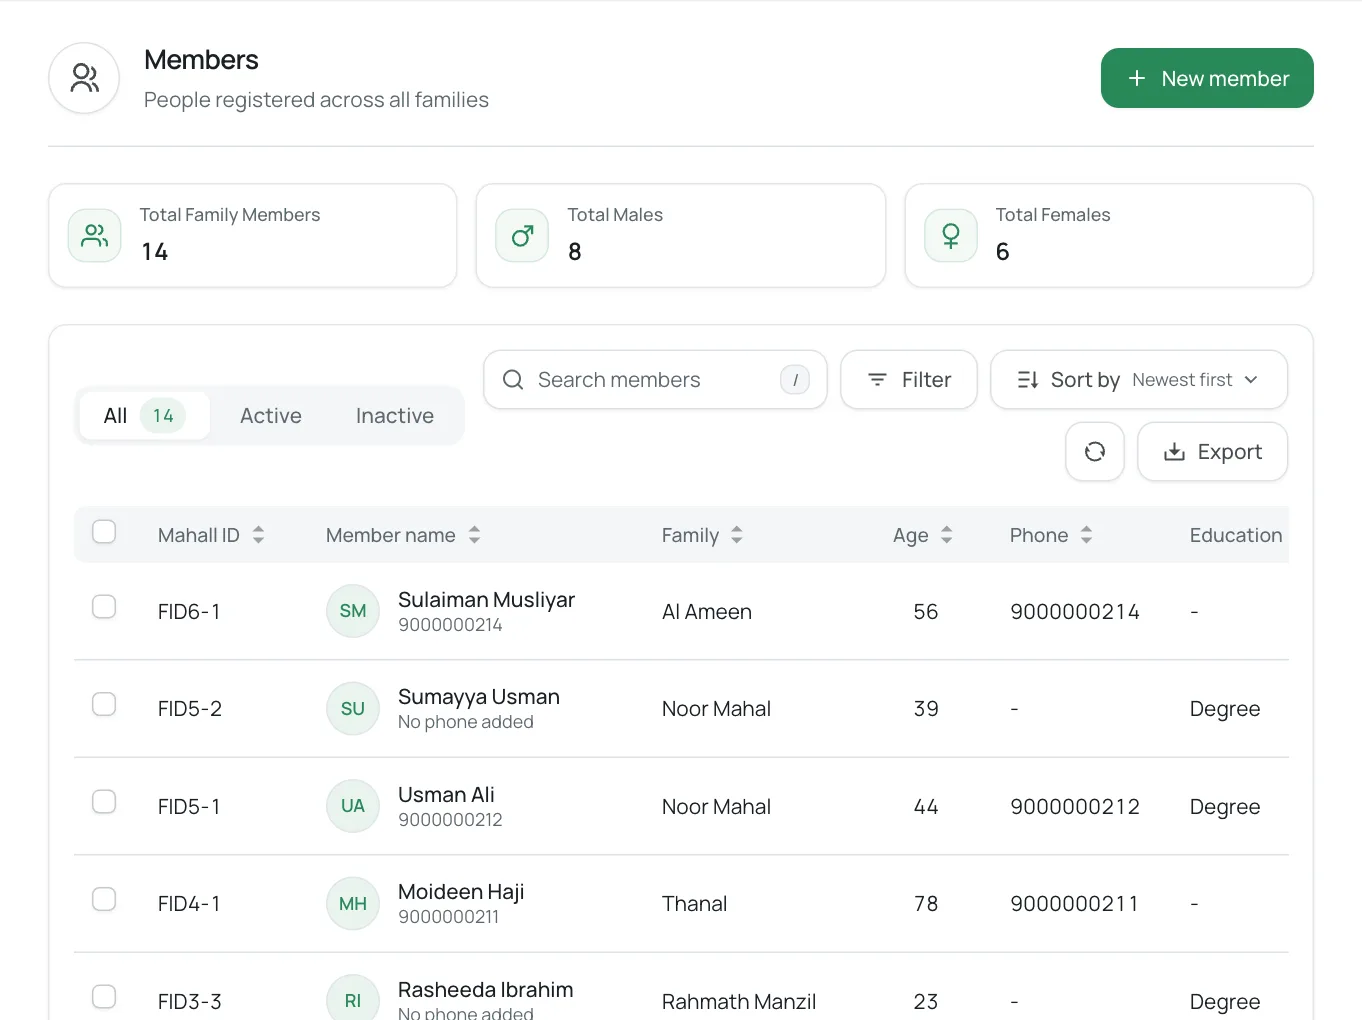 Members
People registered across all families
+ New member
Total Family Members
14
Total Males
8
Total Females
6
Search members /
Filter
Sort by Newest first
All 14 Active Inactive
Export
Mahall ID Member name Family Age Phone Education
FID6-1 SM Sulaiman Musliyar Al Ameen 56 9000000214 -
9000000214
FID5-2 SU Sumayya Usman Noor Mahal 39 - Degree
No phone added
FID5-1 UA Usman Ali Noor Mahal 44 9000000212 Degree
9000000212
FID4-1 MH Moideen Haji Thanal 78 9000000211 -
9000000211
FID3-3 RI Rasheeda Ibrahim Rahmath Manzil 23 - Degree
No phone added